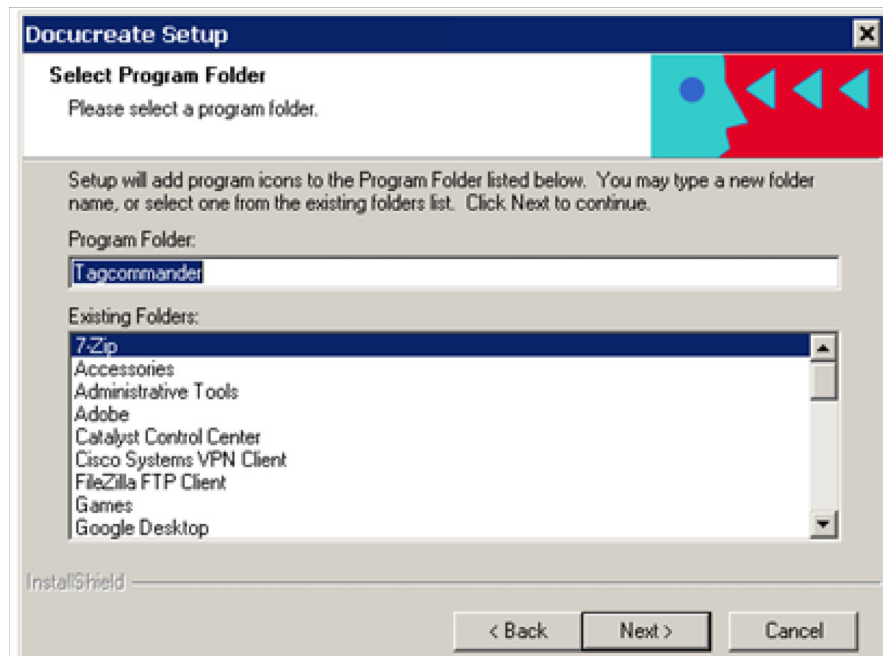 Docucreate Setup
Select Program Folder
Please select a program folder.
Setup will add program icons to the Program Folder listed below. You may type a new folder
name, or select one from the existing folders list. Click Next to continue.
Program Folder:
Tagcommander
Existing Folders:
7-Zip
Accessories
Administrative Tools
Adobe
Catalyst Control Center
Cisco Systems VPN Client
FileZilla FTP Client
Games
Google Desktop
InstallShield
< Back
Next >
Cancel